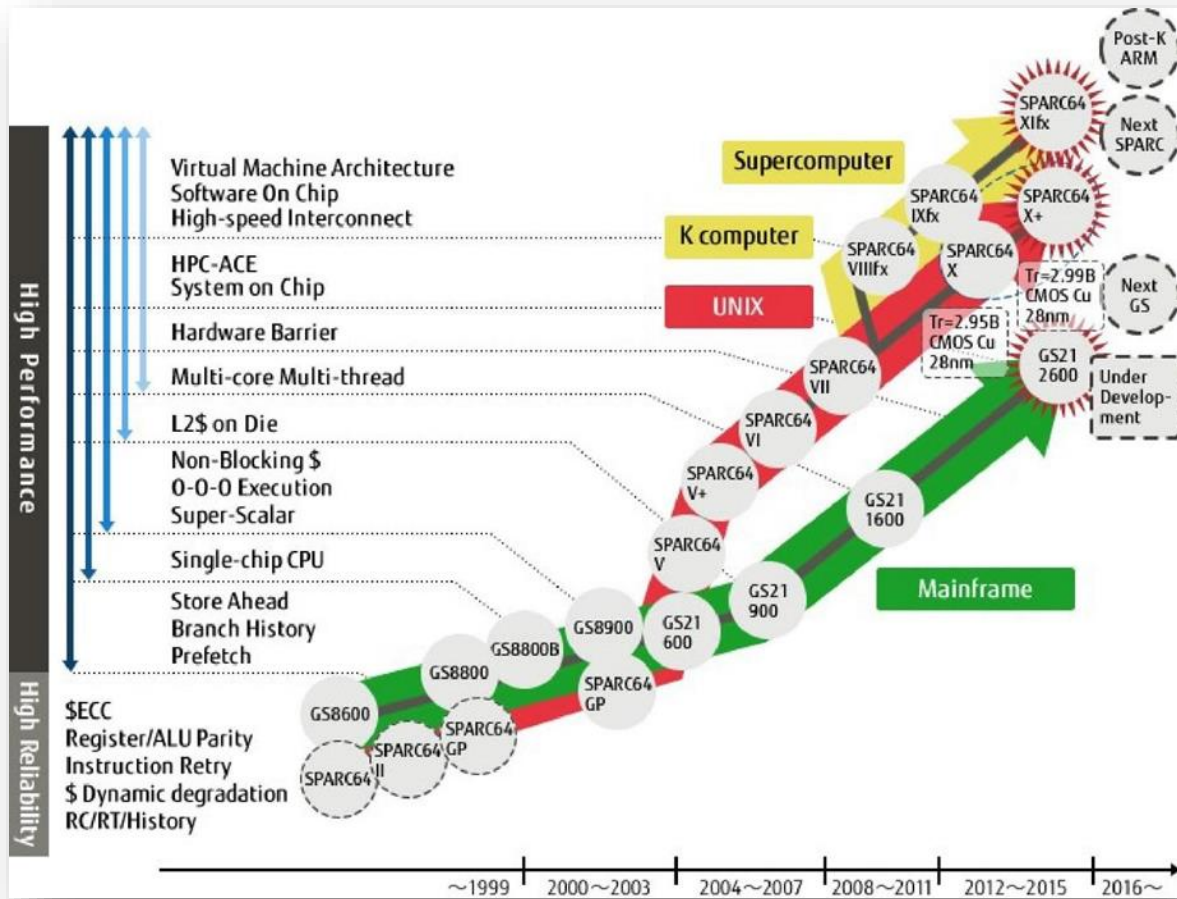 Post-K
ARM
SPARC64
XIfx
Next
SPARC
Supercomputer
Virtual Machine Architecture
Software On Chip
High-speed Interconnect
SPARC64
IXfx
SPARC64
X+
K computer
SPARC64
VIIIfx
SPARC64
X
HPC-ACE
System on Chip
Tr=2.99B
CMOS Cu
28nm
Next
GS
UNIX
Tr=2.95B
CMOS Cu
28nm
Hardware Barrier
SPARC64
VII
GS21
2600
Under
Develop-
ment
High Performance
Multi-core Multi-thread
SPARC64
VI
L2$ on Die
Non-Blocking $
O-O-O Execution
Super-Scalar
SPARC64
V+
GS21
1600
SPARC64
V
Single-chip CPU
Mainframe
GS21
900
Store Ahead
Branch History
Prefetch
GS8900
GS21
600
GS8800B
GS8800
SPARC64
GP
High Reliability
$ECC
Register/ALU Parity
Instruction Retry
$ Dynamic degradation
RC/RT/History
GS8600
SPARC64
GP
SPARC64
II
SPARC64
~1999
2000~2003
2004~2007
2008~2011
2012~2015
2016~